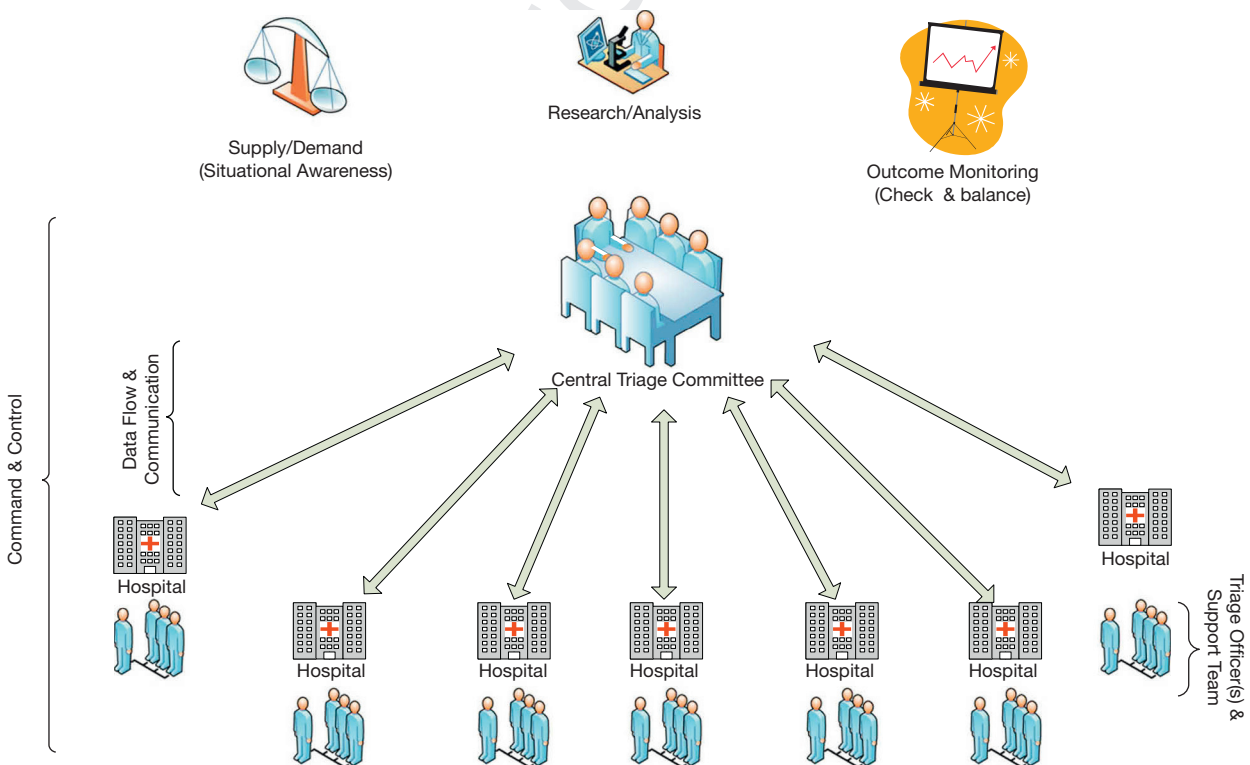 Supply/Demand
(Situational Awareness)
Research/Analysis
Outcome Monitoring
(Check & balance)
Central Triage Committee
Command & Control
Data Flow &
Communication
Hospital
Hospital
Hospital
Hospital
Hospital
Hospital
Hospital
Triage Officer(s) &
Support Team